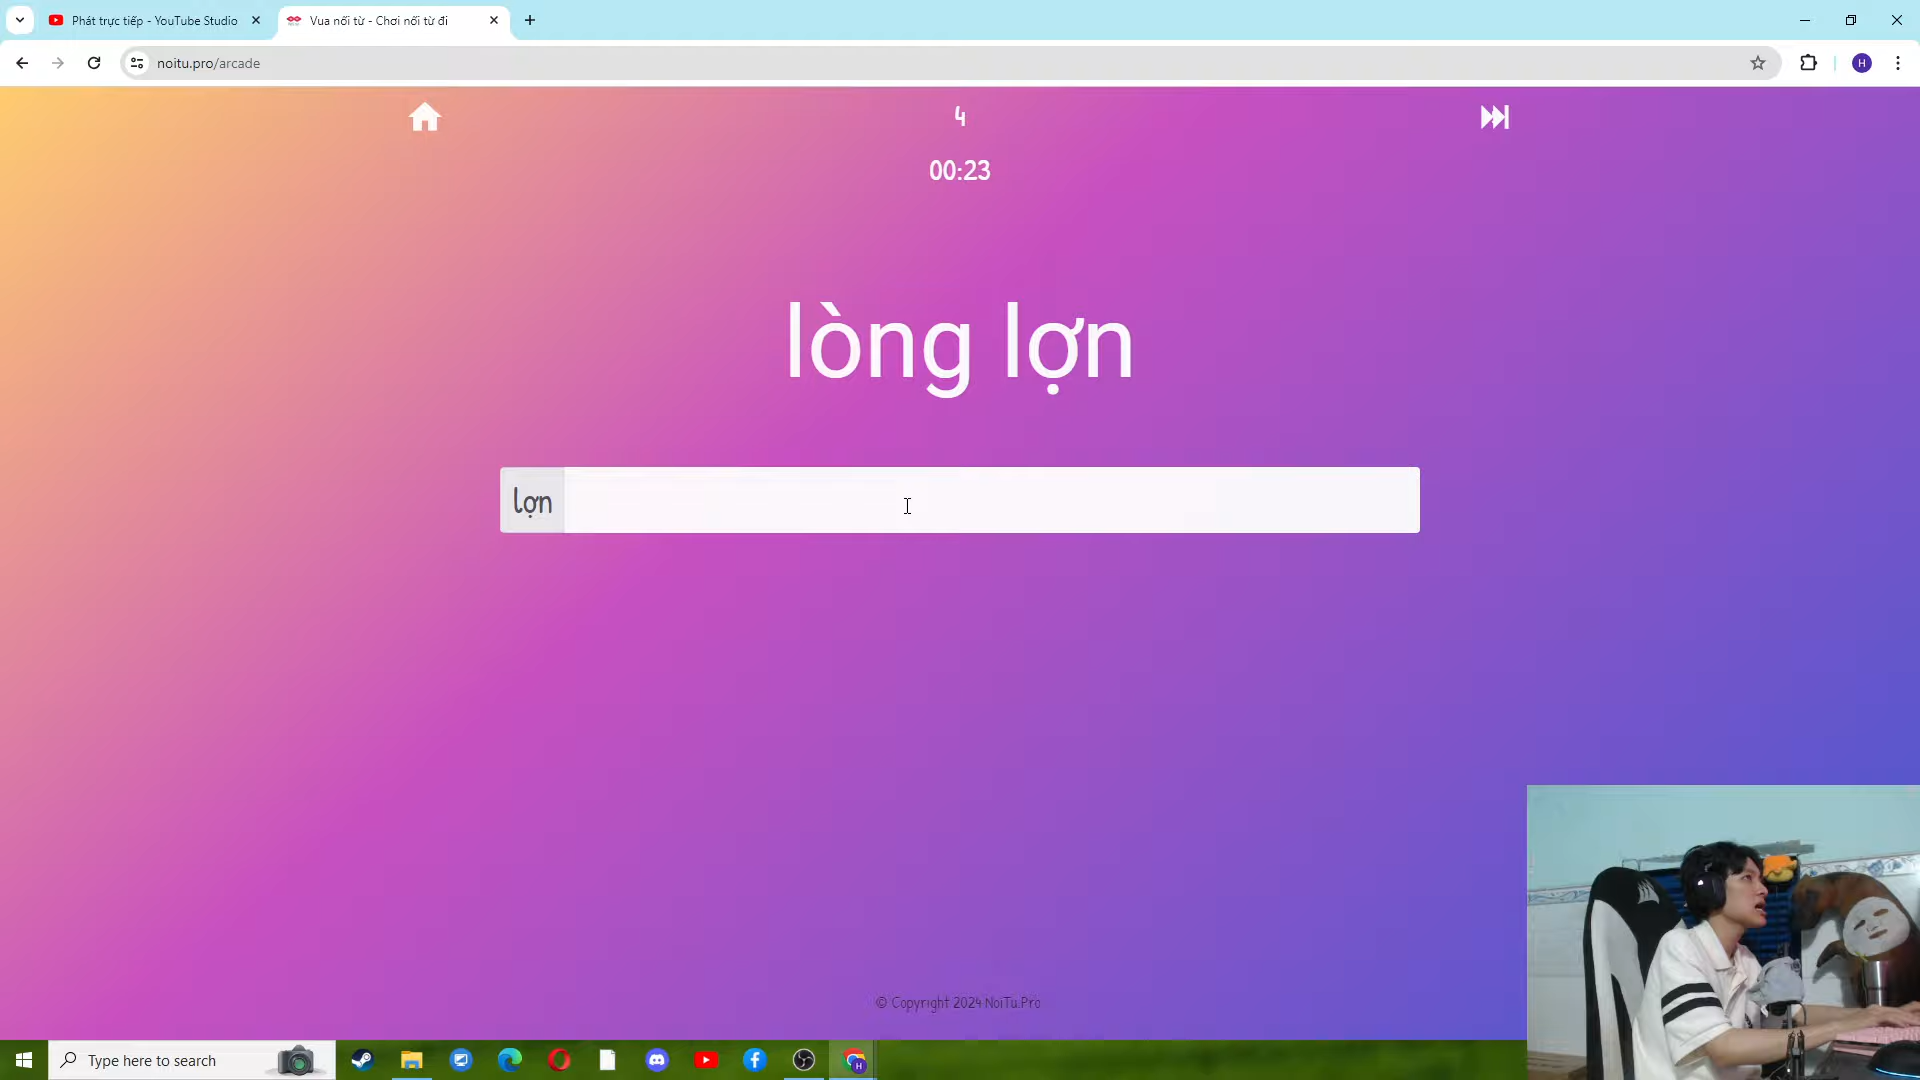 Phát trực tiếp - YouTube Studio
Vua nối từ - Chơi nối từ đi
noitu.pro/arcade
H
4
00:23
lòng lợn
lợn
© Copyright 2024 NoiTu.Pro
Type here to search